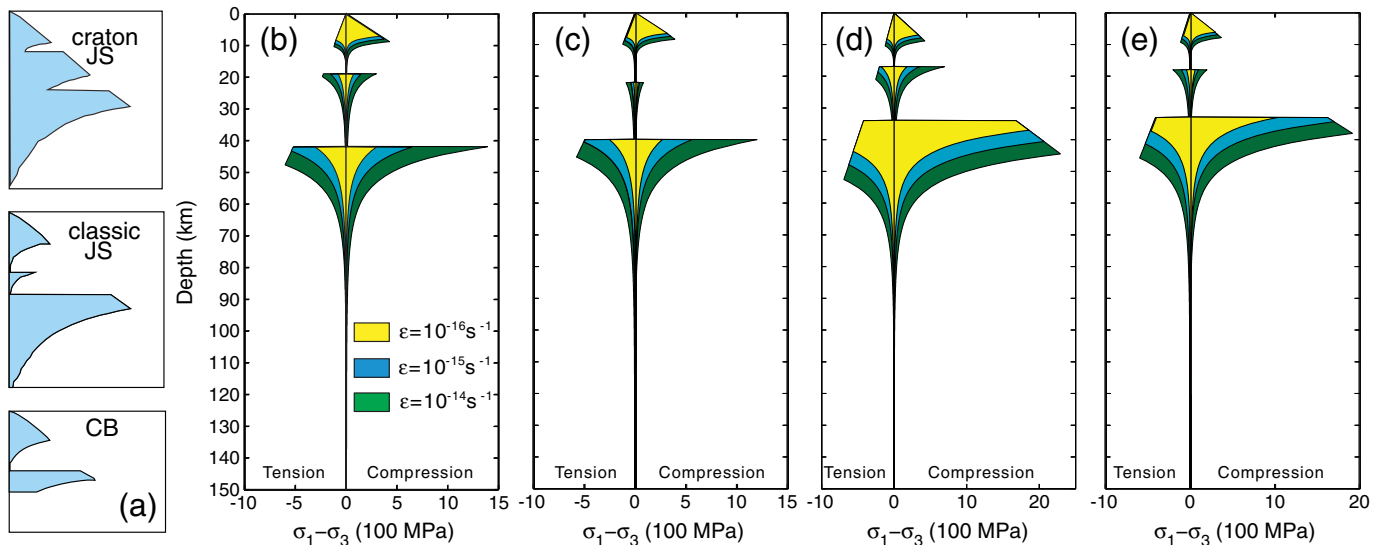 craton
JS
classic
JS
CB
(a)
Depth (km)
0
10
20
30
40
50
60
70
80
90
100
110
120
130
140
150
(b)
ε=10⁻¹⁶s⁻¹
ε=10⁻¹⁵s⁻¹
ε=10⁻¹⁴s⁻¹
Tension
Compression
-10
-5
0
5
10
15
σ₁–σ₃ (100 MPa)
(c)
Tension
Compression
-10
-5
0
5
10
15
σ₁–σ₃ (100 MPa)
(d)
Tension
Compression
-10
0
10
20
σ₁–σ₃ (100 MPa)
(e)
Tension
Compression
-10
-5
0
5
10
15
20
σ₁–σ₃ (100 MPa)